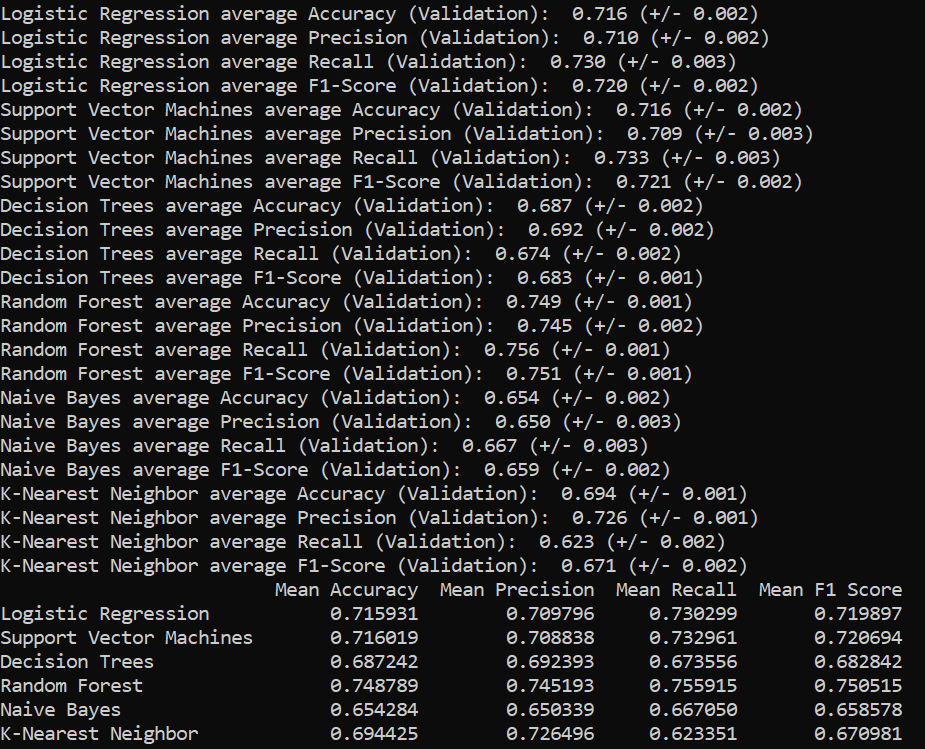 Logistic Regression average Accuracy (Validation):  0.716 (+/- 0.002)
Logistic Regression average Precision (Validation):  0.710 (+/- 0.002)
Logistic Regression average Recall (Validation):  0.730 (+/- 0.003)
Logistic Regression average F1-Score (Validation):  0.720 (+/- 0.002)
Support Vector Machines average Accuracy (Validation):  0.716 (+/- 0.002)
Support Vector Machines average Precision (Validation):  0.709 (+/- 0.003)
Support Vector Machines average Recall (Validation):  0.733 (+/- 0.003)
Support Vector Machines average F1-Score (Validation):  0.721 (+/- 0.002)
Decision Trees average Accuracy (Validation):  0.687 (+/- 0.002)
Decision Trees average Precision (Validation):  0.692 (+/- 0.002)
Decision Trees average Recall (Validation):  0.674 (+/- 0.002)
Decision Trees average F1-Score (Validation):  0.683 (+/- 0.001)
Random Forest average Accuracy (Validation):  0.749 (+/- 0.001)
Random Forest average Precision (Validation):  0.745 (+/- 0.002)
Random Forest average Recall (Validation):  0.756 (+/- 0.001)
Random Forest average F1-Score (Validation):  0.751 (+/- 0.001)
Naive Bayes average Accuracy (Validation):  0.654 (+/- 0.002)
Naive Bayes average Precision (Validation):  0.650 (+/- 0.003)
Naive Bayes average Recall (Validation):  0.667 (+/- 0.003)
Naive Bayes average F1-Score (Validation):  0.659 (+/- 0.002)
K-Nearest Neighbor average Accuracy (Validation):  0.694 (+/- 0.001)
K-Nearest Neighbor average Precision (Validation):  0.726 (+/- 0.001)
K-Nearest Neighbor average Recall (Validation):  0.623 (+/- 0.002)
K-Nearest Neighbor average F1-Score (Validation):  0.671 (+/- 0.002)
                         Mean Accuracy  Mean Precision  Mean Recall  Mean F1 Score
Logistic Regression           0.715931        0.709796     0.730299       0.719897
Support Vector Machines       0.716019        0.708838     0.732961       0.720694
Decision Trees                0.687242        0.692393     0.673556       0.682842
Random Forest                 0.748789        0.745193     0.755915       0.750515
Naive Bayes                   0.654284        0.650339     0.667050       0.658578
K-Nearest Neighbor            0.694425        0.726496     0.623351       0.670981